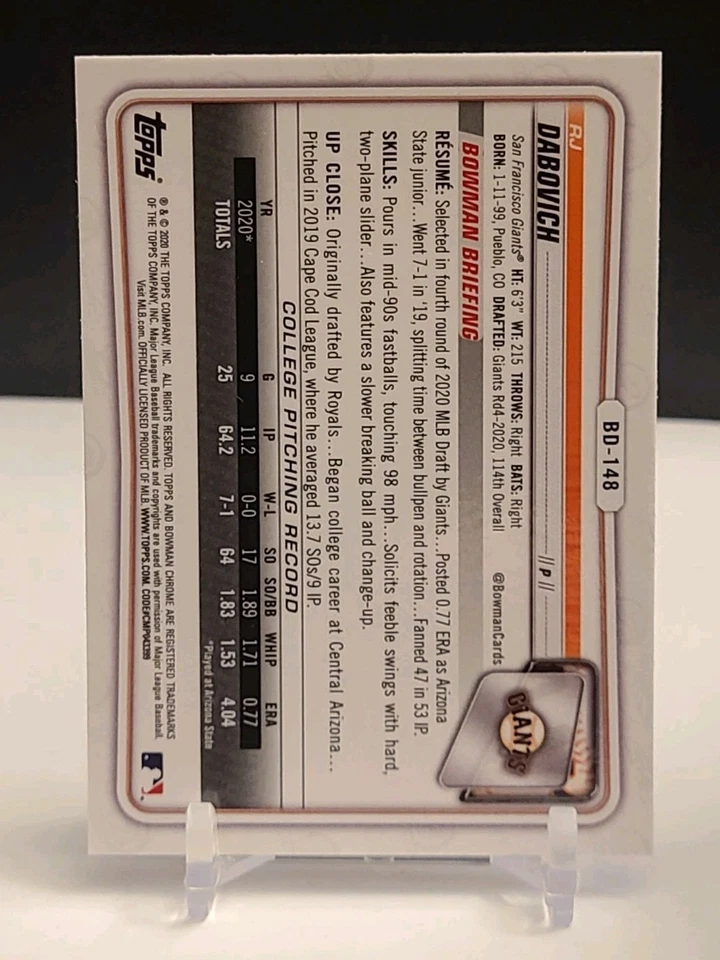 BD-148
RJ
DABOVICH
|| P ||
San Francisco Giants® HT: 6'3" WT: 215 THROWS: Right BATS: Right
BORN: 1-11-99, Pueblo, CO DRAFTED: Giants Rd4-2020, 114th Overall
@BowmanCards
GIANTS
BOWMAN BRIEFING
RÉSUMÉ: Selected in fourth round of 2020 MLB Draft by Giants...Posted 0.77 ERA as Arizona
State junior...Went 7-1 in '19, splitting time between bullpen and rotation...Fanned 47 in 53 IP.
SKILLS: Pours in mid-90s fastballs, touching 98 mph...Solicits feeble swings with hard,
two-plane slider...Also features a slower breaking ball and change-up.
UP CLOSE: Originally drafted by Royals...Began college career at Central Arizona...
Pitched in 2019 Cape Cod League, where he averaged 13.7 SOs/9 IP.
COLLEGE PITCHING RECORD
YR G IP W-L SO SO/BB WHIP ERA
2020* 9 11.2 0-0 17 1.89 1.71 0.77
TOTALS 25 64.2 7-1 64 1.83 1.53 4.04
*Played at Arizona State
topps®
® & © 2020 THE TOPPS COMPANY, INC. ALL RIGHTS RESERVED. TOPPS AND BOWMAN CHROME ARE REGISTERED TRADEMARKS
OF THE TOPPS COMPANY, INC. Major League Baseball trademarks and copyrights are used with permission of Major League Baseball.
Visit MLB.com. OFFICIALLY LICENSED PRODUCT OF MLB. WWW.TOPPS.COM. CODE#CMP043399